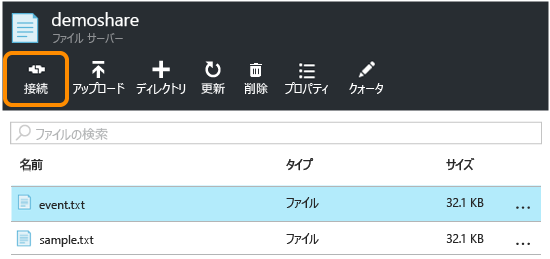 demoshare
ファイル サーバー
接続 アップロード ディレクトリ 更新 削除 プロパティ クォータ
ファイルの検索
名前 タイプ サイズ
event.txt ファイル 32.1 KB ...
sample.txt ファイル 32.1 KB ...